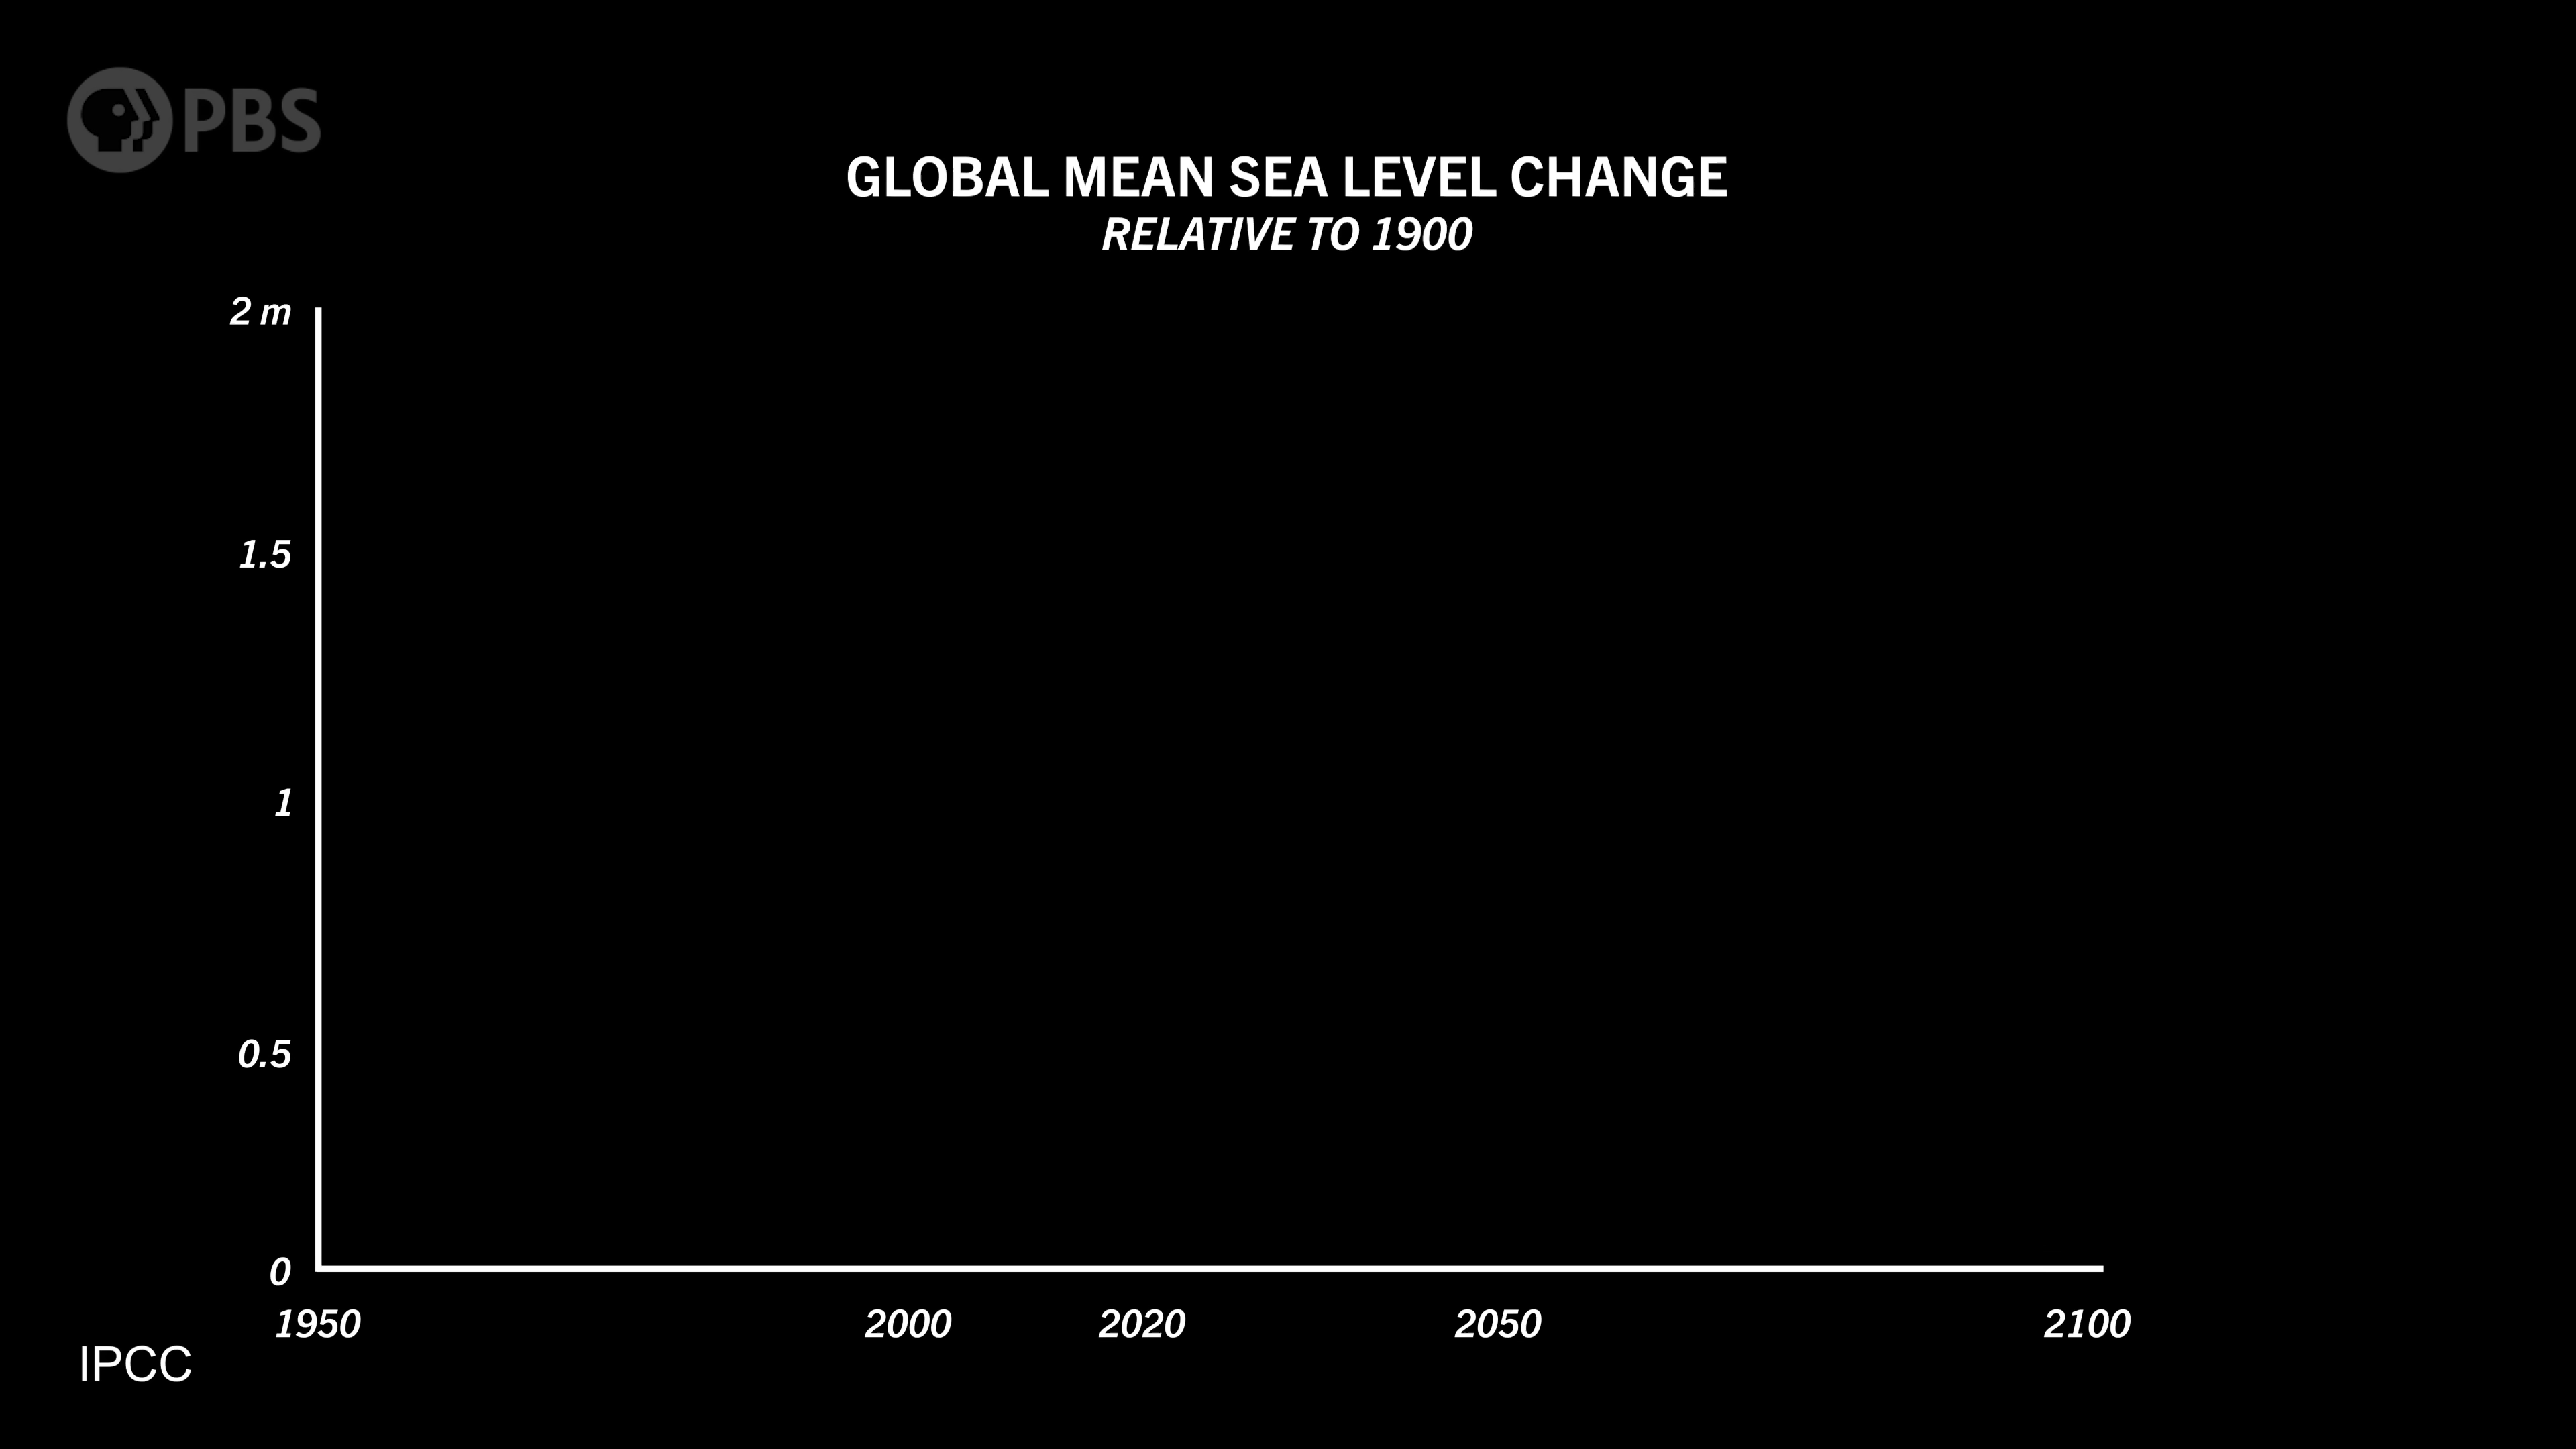 PBS
GLOBAL MEAN SEA LEVEL CHANGE
RELATIVE TO 1900
2 m
1.5
1
0.5
0
1950 2000 2020 2050 2100
IPCC